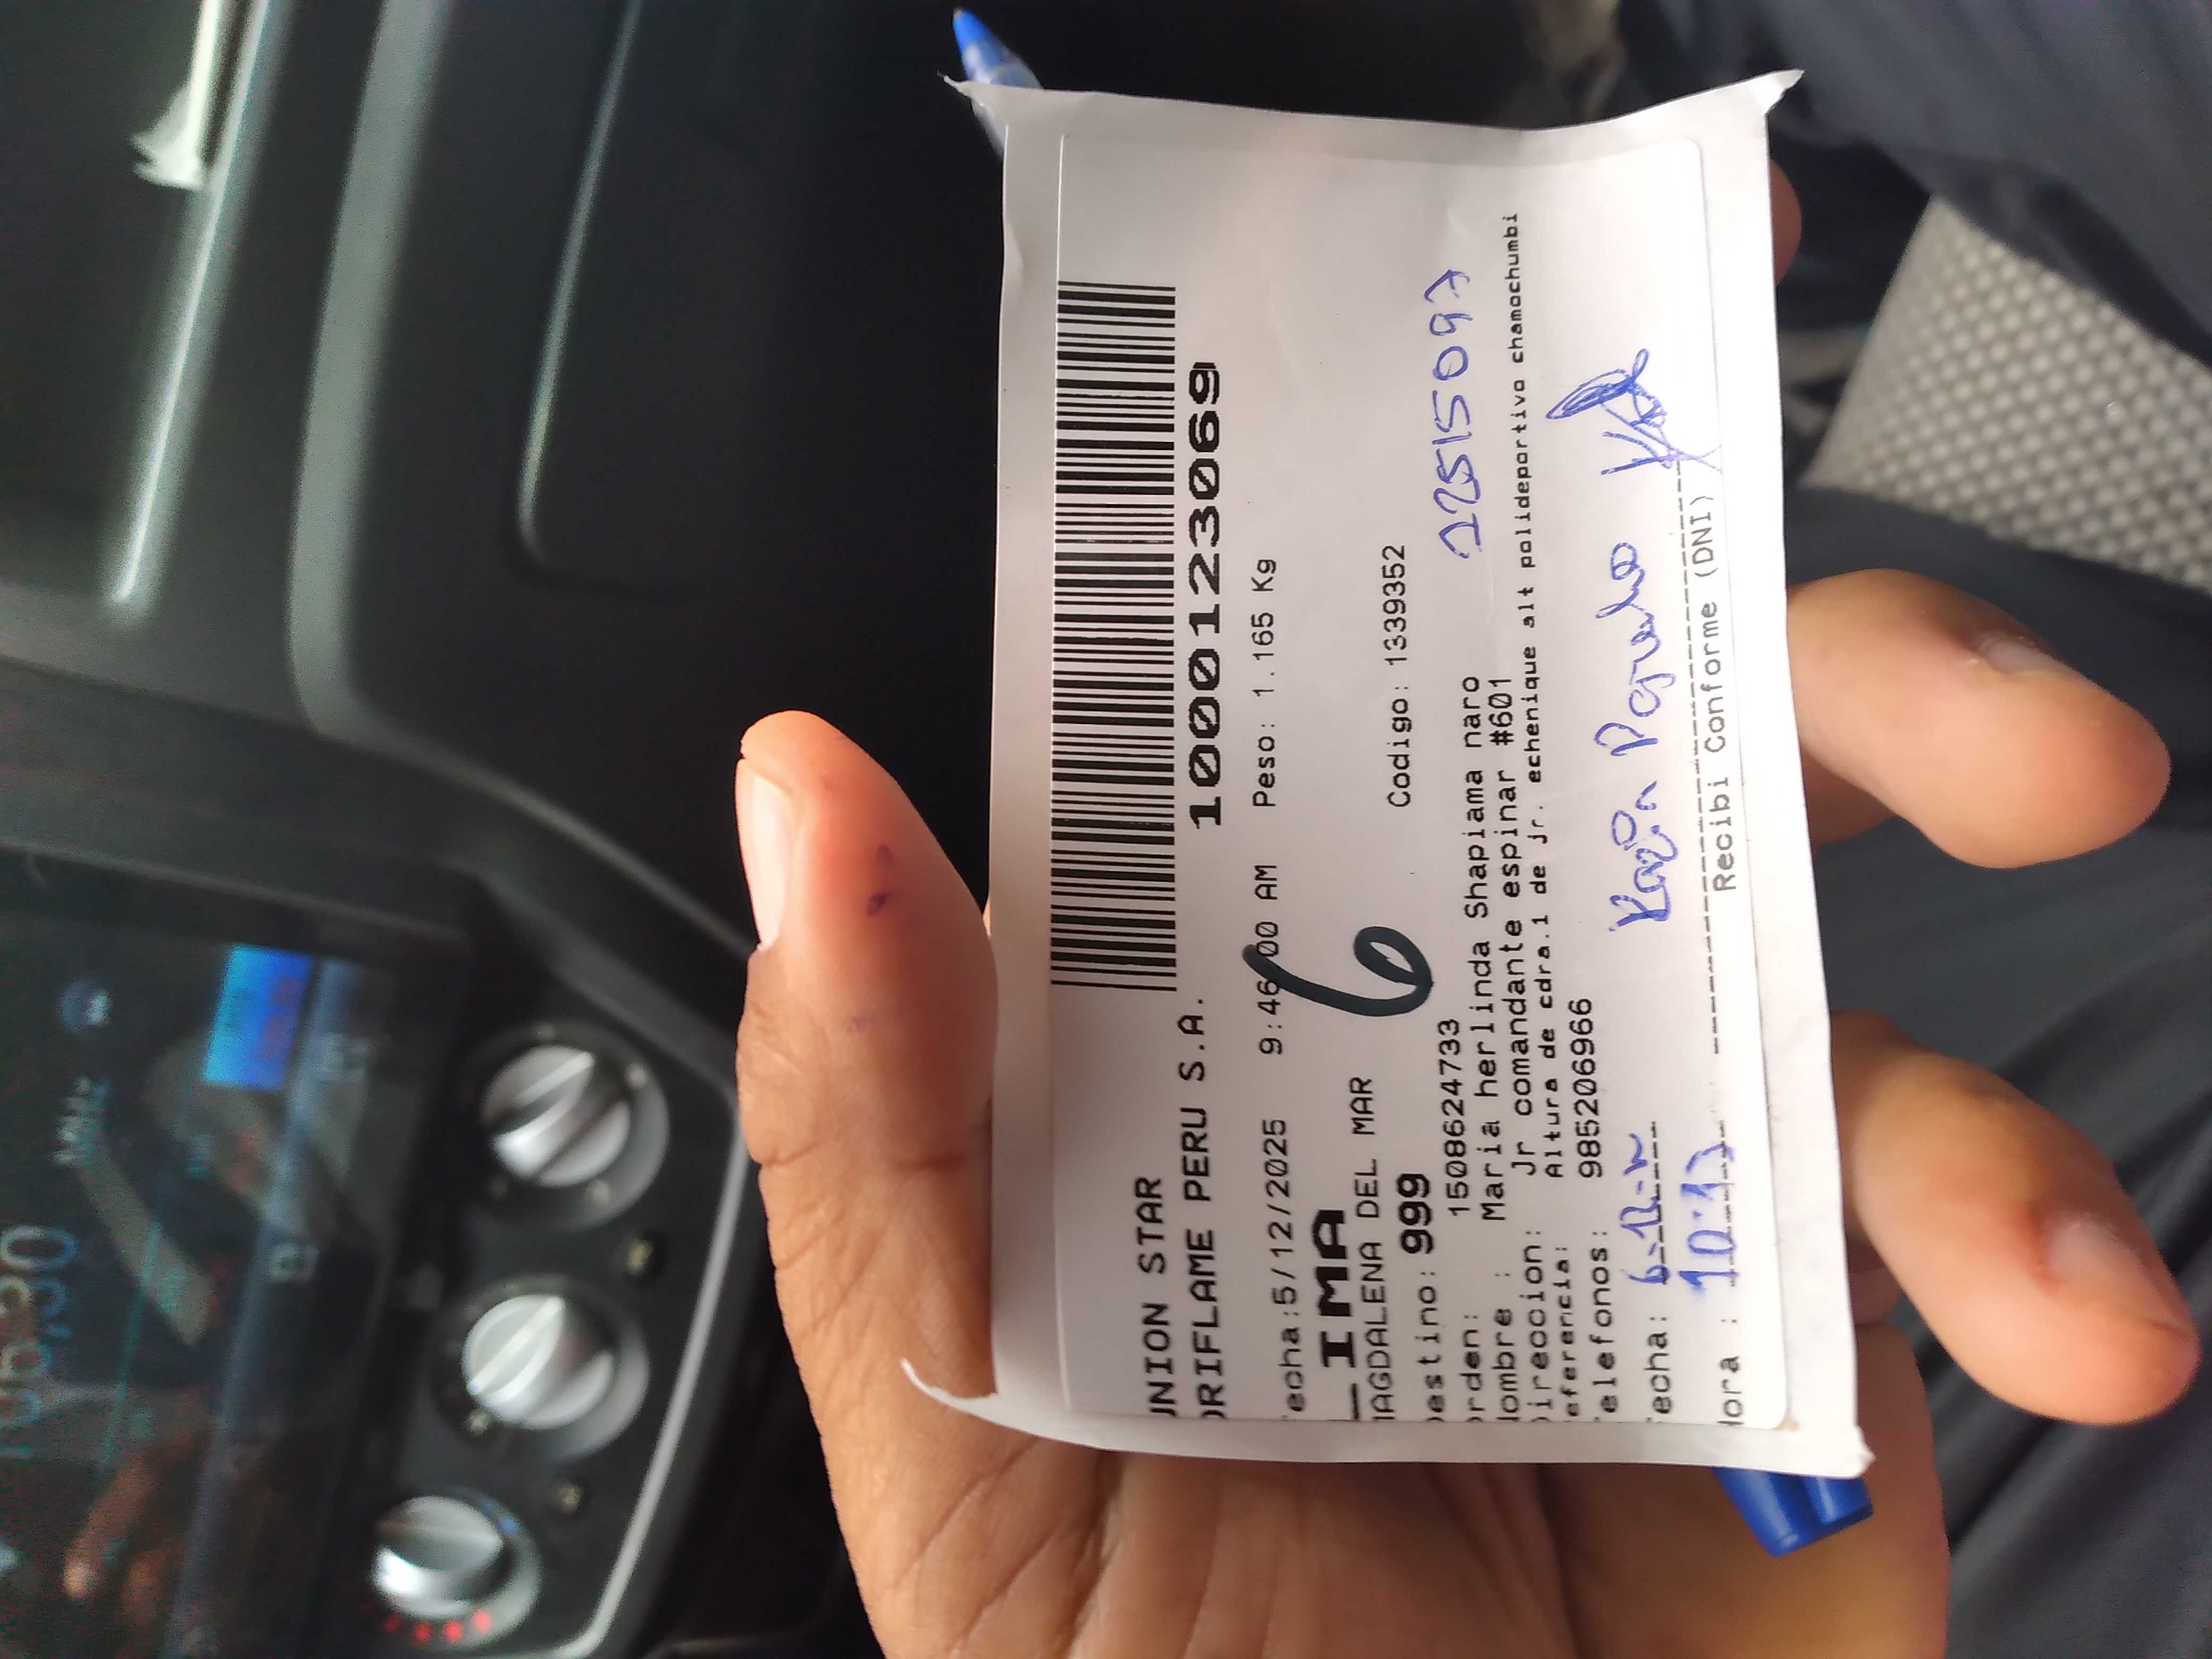 UNION STAR
ORIFLAME PERU S.A.
1000123069
Fecha:5/12/2025 9:46:00 AM Peso: 1.165 Kg
LIMA
MAGDALENA DEL MAR
6
Destino: 999 Codigo: 1339352
Orden: 1508624733
Nombre : Maria herlinda Shapiama naro
22515097
Direccion: Jr comandante espinar #601
Referencia: Altura de cdra.1 de jr. echenique alt polideportivo chamochumbi
Telefonos: 985206966
Fecha: 6-12-
Hora : 10:17
Recibi Conforme (DNI)
MHz